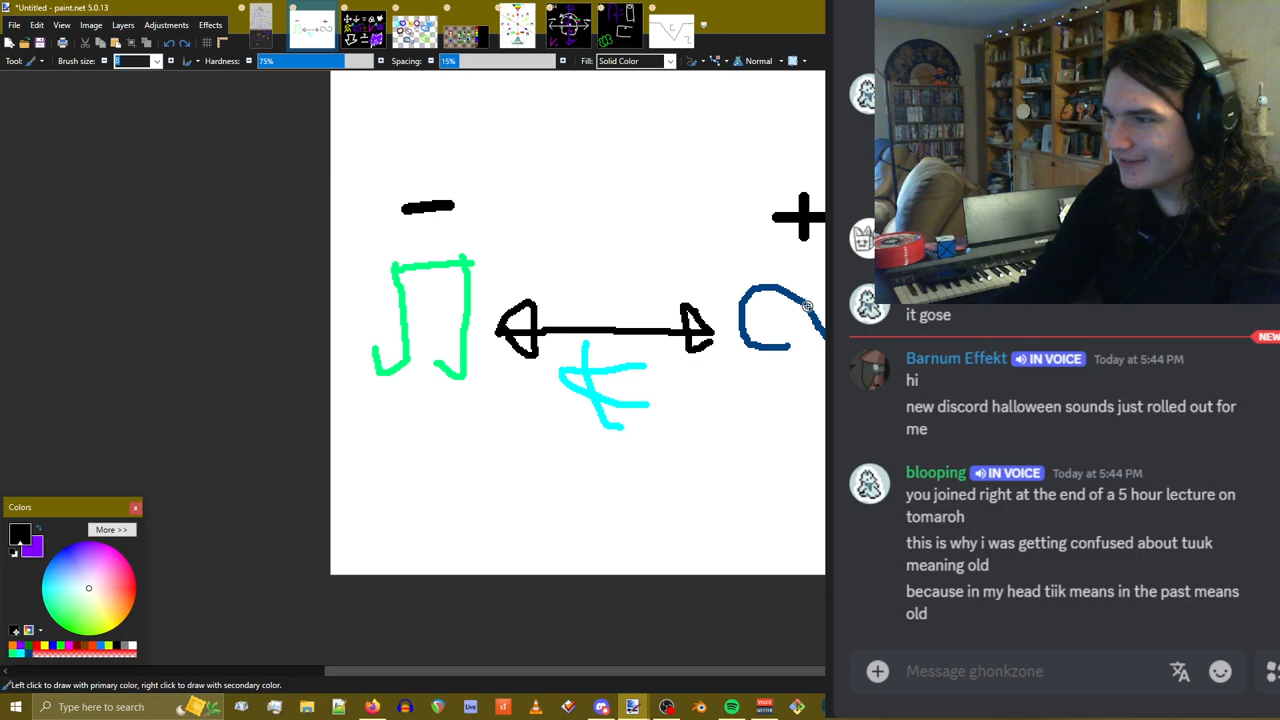 *Untitled - paint.net 5.0.13
File Edit View Image Layers Adjustments Effects
Tool: Brush size: Hardness: 75% Spacing: 15% Fill: Solid Color Normal
- +
it gose
NEW
Barnum Effekt IN VOICE Today at 5:44 PM
hi
new discord halloween sounds just rolled out for
me
blooping IN VOICE Today at 5:44 PM
you joined right at the end of a 5 hour lecture on
tomaroh
this is why i was getting confused about tuuk
meaning old
because in my head tiik means in the past means
old
Message ghonkzone
Colors
More >>
Left click to draw with primary color, right click to draw with secondary color.
Type here to search
Live